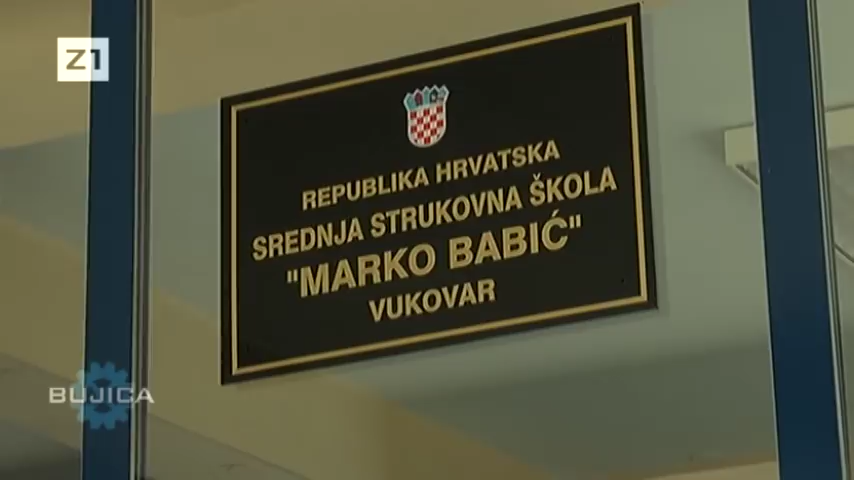 Z1
REPUBLIKA HRVATSKA
SREDNJA STRUKOVNA ŠKOLA
"MARKO BABIĆ"
VUKOVAR
BUJICA